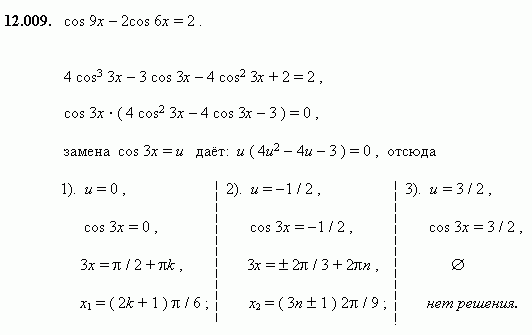 12.009. cos 9x – 2cos 6x = 2 .
4 cos³ 3x – 3 cos 3x – 4 cos² 3x + 2 = 2 ,
cos 3x · ( 4 cos² 3x – 4 cos 3x – 3 ) = 0 ,
замена cos 3x = u даёт: u ( 4u² – 4u – 3 ) = 0 , отсюда
1). u = 0 , 2). u = –1 / 2 , 3). u = 3 / 2 ,
cos 3x = 0 , cos 3x = –1 / 2 , cos 3x = 3 / 2 ,
3x = π / 2 + πk , 3x = ± 2π / 3 + 2πn , ∅
x₁ = ( 2k + 1 ) π / 6 ; x₂ = ( 3n ± 1 ) 2π / 9 ; нет решения.